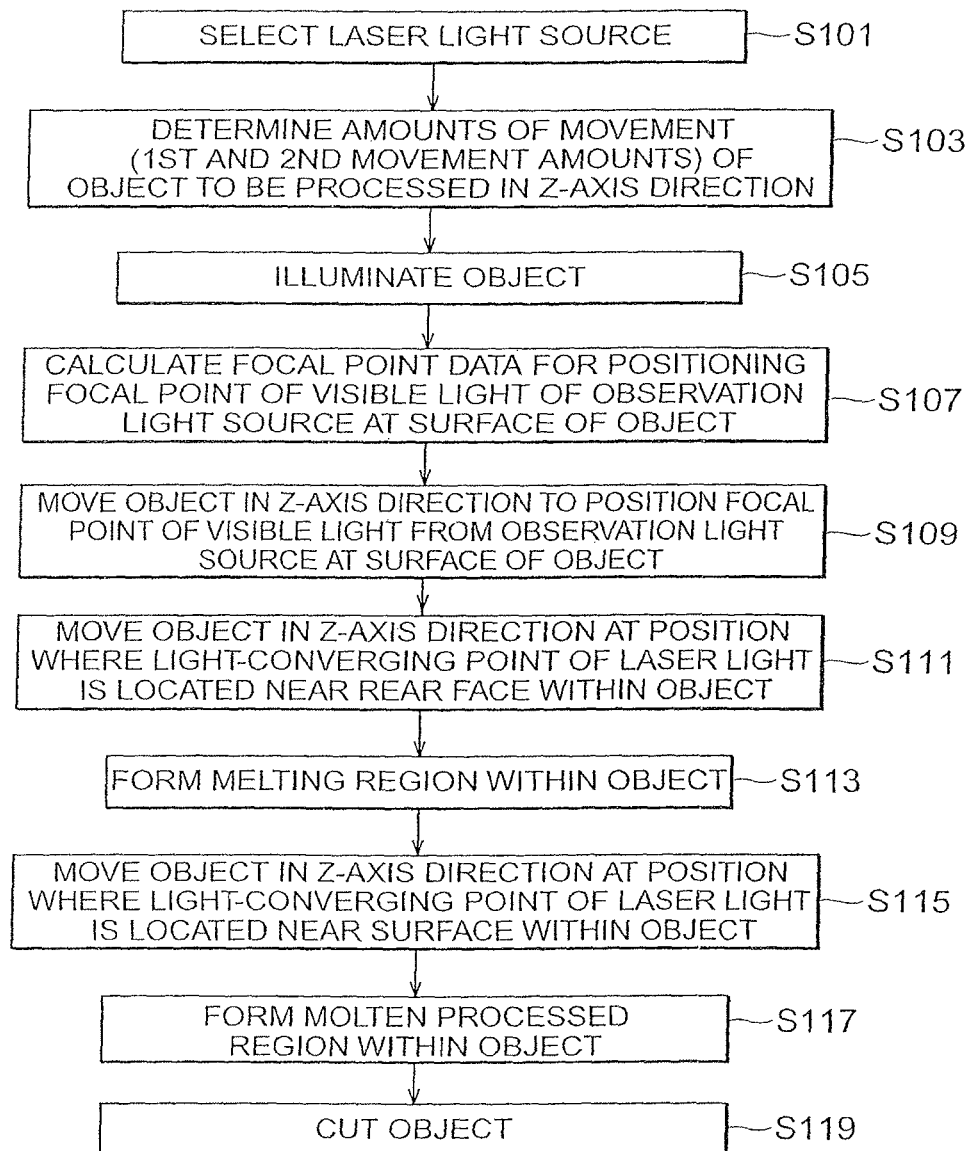 SELECT LASER LIGHT SOURCE
S101
DETERMINE AMOUNTS OF MOVEMENT
(1ST AND 2ND MOVEMENT AMOUNTS) OF
OBJECT TO BE PROCESSED IN Z-AXIS DIRECTION
S103
ILLUMINATE OBJECT
S105
CALCULATE FOCAL POINT DATA FOR POSITIONING
FOCAL POINT OF VISIBLE LIGHT OF OBSERVATION
LIGHT SOURCE AT SURFACE OF OBJECT
S107
MOVE OBJECT IN Z-AXIS DIRECTION TO POSITION FOCAL
POINT OF VISIBLE LIGHT FROM OBSERVATION LIGHT
SOURCE AT SURFACE OF OBJECT
S109
MOVE OBJECT IN Z-AXIS DIRECTION AT POSITION
WHERE LIGHT-CONVERGING POINT OF LASER LIGHT
IS LOCATED NEAR REAR FACE WITHIN OBJECT
S111
FORM MELTING REGION WITHIN OBJECT
S113
MOVE OBJECT IN Z-AXIS DIRECTION AT POSITION
WHERE LIGHT-CONVERGING POINT OF LASER LIGHT
IS LOCATED NEAR SURFACE WITHIN OBJECT
S115
FORM MOLTEN PROCESSED
REGION WITHIN OBJECT
S117
CUT OBJECT
S119